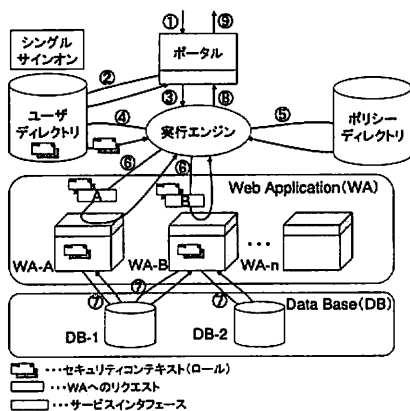 シングル
サインオン
①
⑨
ポータル
②
③
⑧
ユーザ
ディレクトリ
④
実行エンジン
⑤
ポリシー
ディレクトリ
⑥
⑥
A
B
Web Application(WA)
WA-A
WA-B
・・・
WA-n
⑦
⑦
⑦
DB-1
DB-2
Data Base(DB)
・・・セキュリティコンテキスト(ロール)
・・・WAへのリクエスト
・・・サービスインタフェース